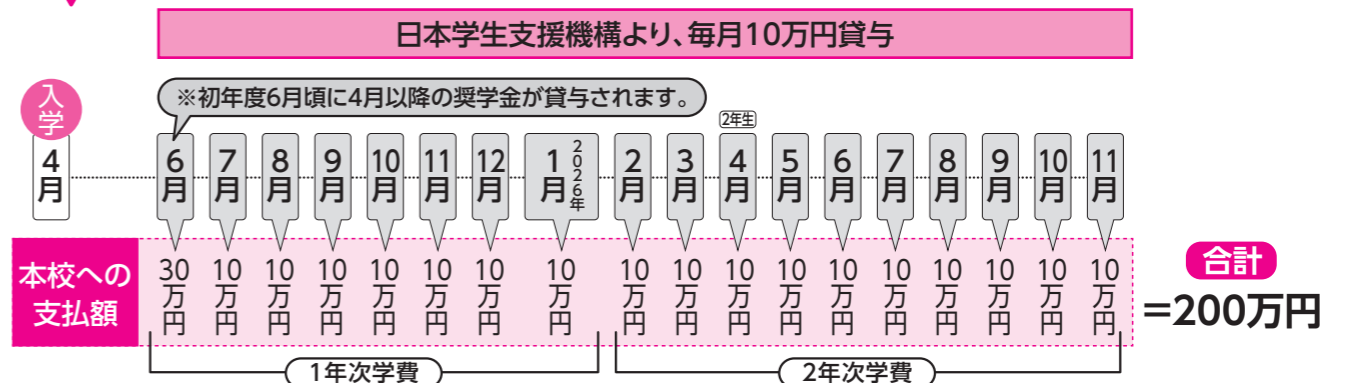 日本学生支援機構より、毎月10万円貸与
入学
※初年度6月頃に4月以降の奨学金が貸与されます。
2年生
4月 6月 7月 8月 9月 10月 11月 12月 1月 2026年 2月 3月 4月 5月 6月 7月 8月 9月 10月 11月
本校への
支払額
30万円 10万円 10万円 10万円 10万円 10万円 10万円 10万円 10万円 10万円 10万円 10万円 10万円 10万円 10万円 10万円 10万円 10万円
合計
=200万円
1年次学費 2年次学費